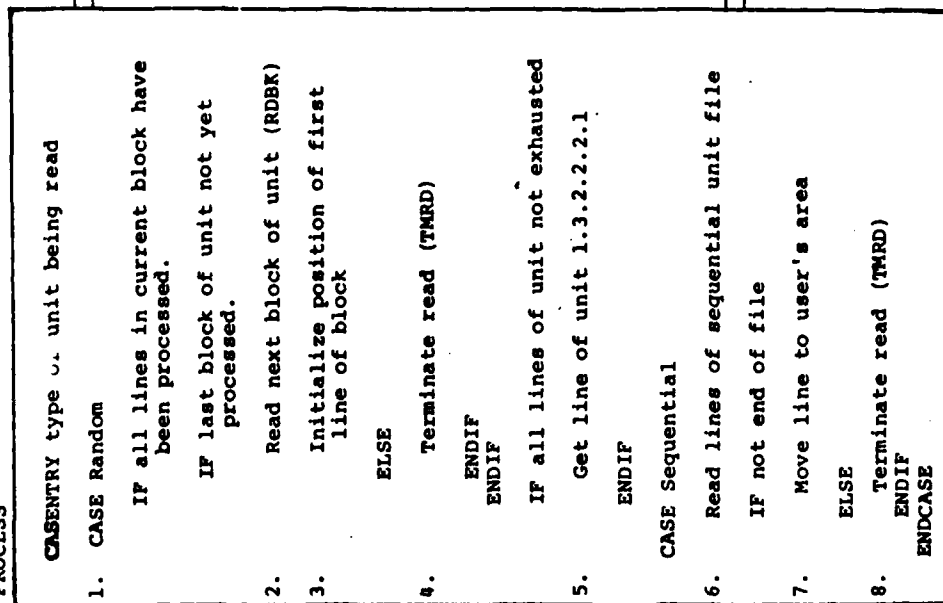 PROCESS
CASENTRY type of unit being read
1. CASE Random
IF all lines in current block have
been processed.
IF last block of unit not yet
processed.
2. Read next block of unit (RDBK)
3. Initialize position of first
line of block
ELSE
4. Terminate read (TMRD)
ENDIF
ENDIF
IF all lines of unit not exhausted
5. Get line of unit 1.3.2.2.2.1
ENDIF
CASE Sequential
6. Read lines of sequential unit file
IF not end of file
7. Move line to user's area
ELSE
8. Terminate read (TMRD)
ENDIF
ENDCASE